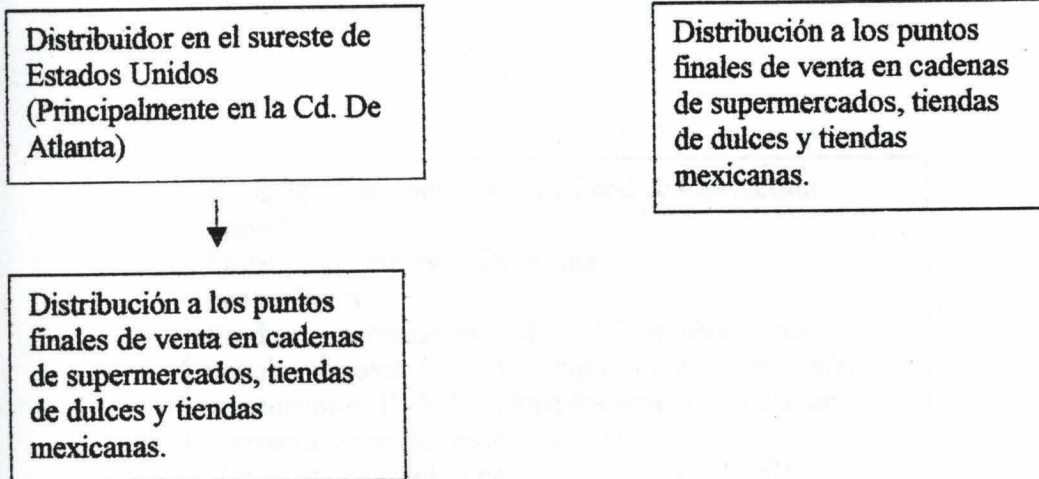 Distribuidor en el sureste de
Estados Unidos
(Principalmente en la Cd. De
Atlanta)
Distribución a los puntos
finales de venta en cadenas
de supermercados, tiendas
de dulces y tiendas
mexicanas.
Distribución a los puntos
finales de venta en cadenas
de supermercados, tiendas
de dulces y tiendas
mexicanas.